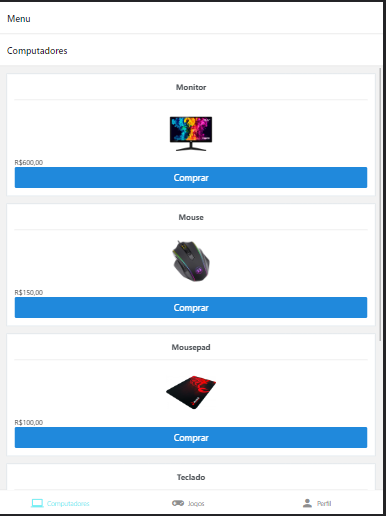 Menu
Computadores
Monitor
R$600,00
Comprar
Mouse
R$150,00
Comprar
Mousepad
R$100,00
Comprar
Teclado
Computadores
Jogos
Perfil